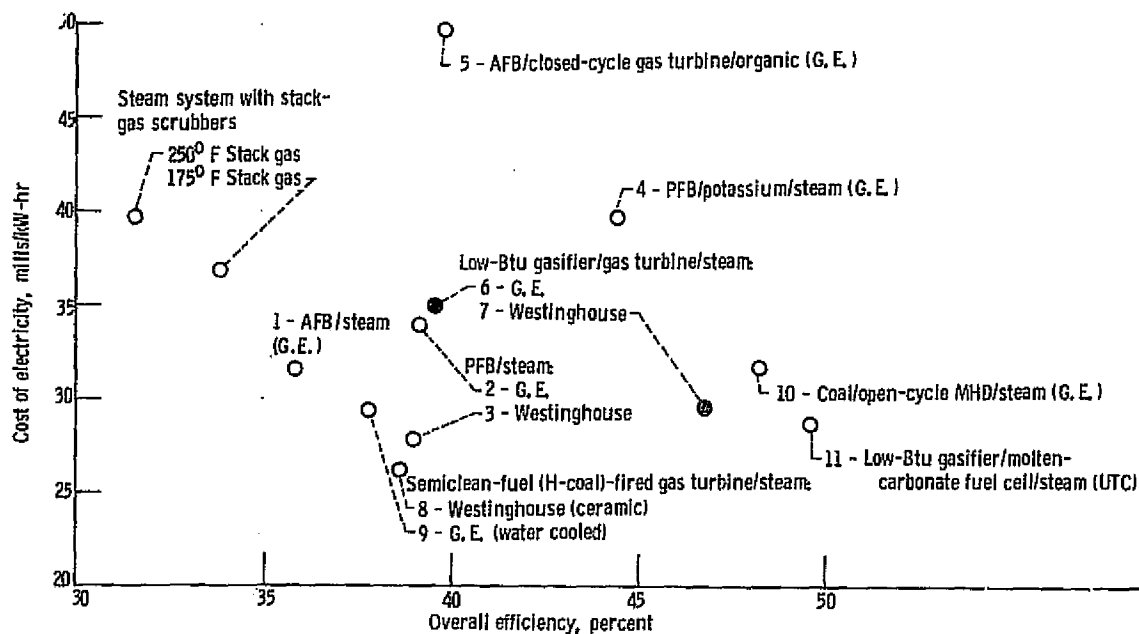 50
5 - AFB/closed-cycle gas turbine/organic (G. E.)
Steam system with stack-
gas scrubbers
250° F Stack gas
175° F Stack gas
45
4 - PFB/potassium/steam (G. E.)
40
Low-Btu gasifier/gas turbine/steam:
6 - G. E.
7 - Westinghouse
35
1 - AFB/steam
(G. E.)
PFB/steam:
2 - G. E.
3 - Westinghouse
30
10 - Coal/open-cycle MHD/steam (G. E.)
11 - Low-Btu gasifier/molten-
carbonate fuel cell/steam (UTC)
Semiclean-fuel (H-coal)-fired gas turbine/steam:
8 - Westinghouse (ceramic)
9 - G. E. (water cooled)
25
20
Cost of electricity, mills/kW-hr
30 35 40 45 50
Overall efficiency, percent